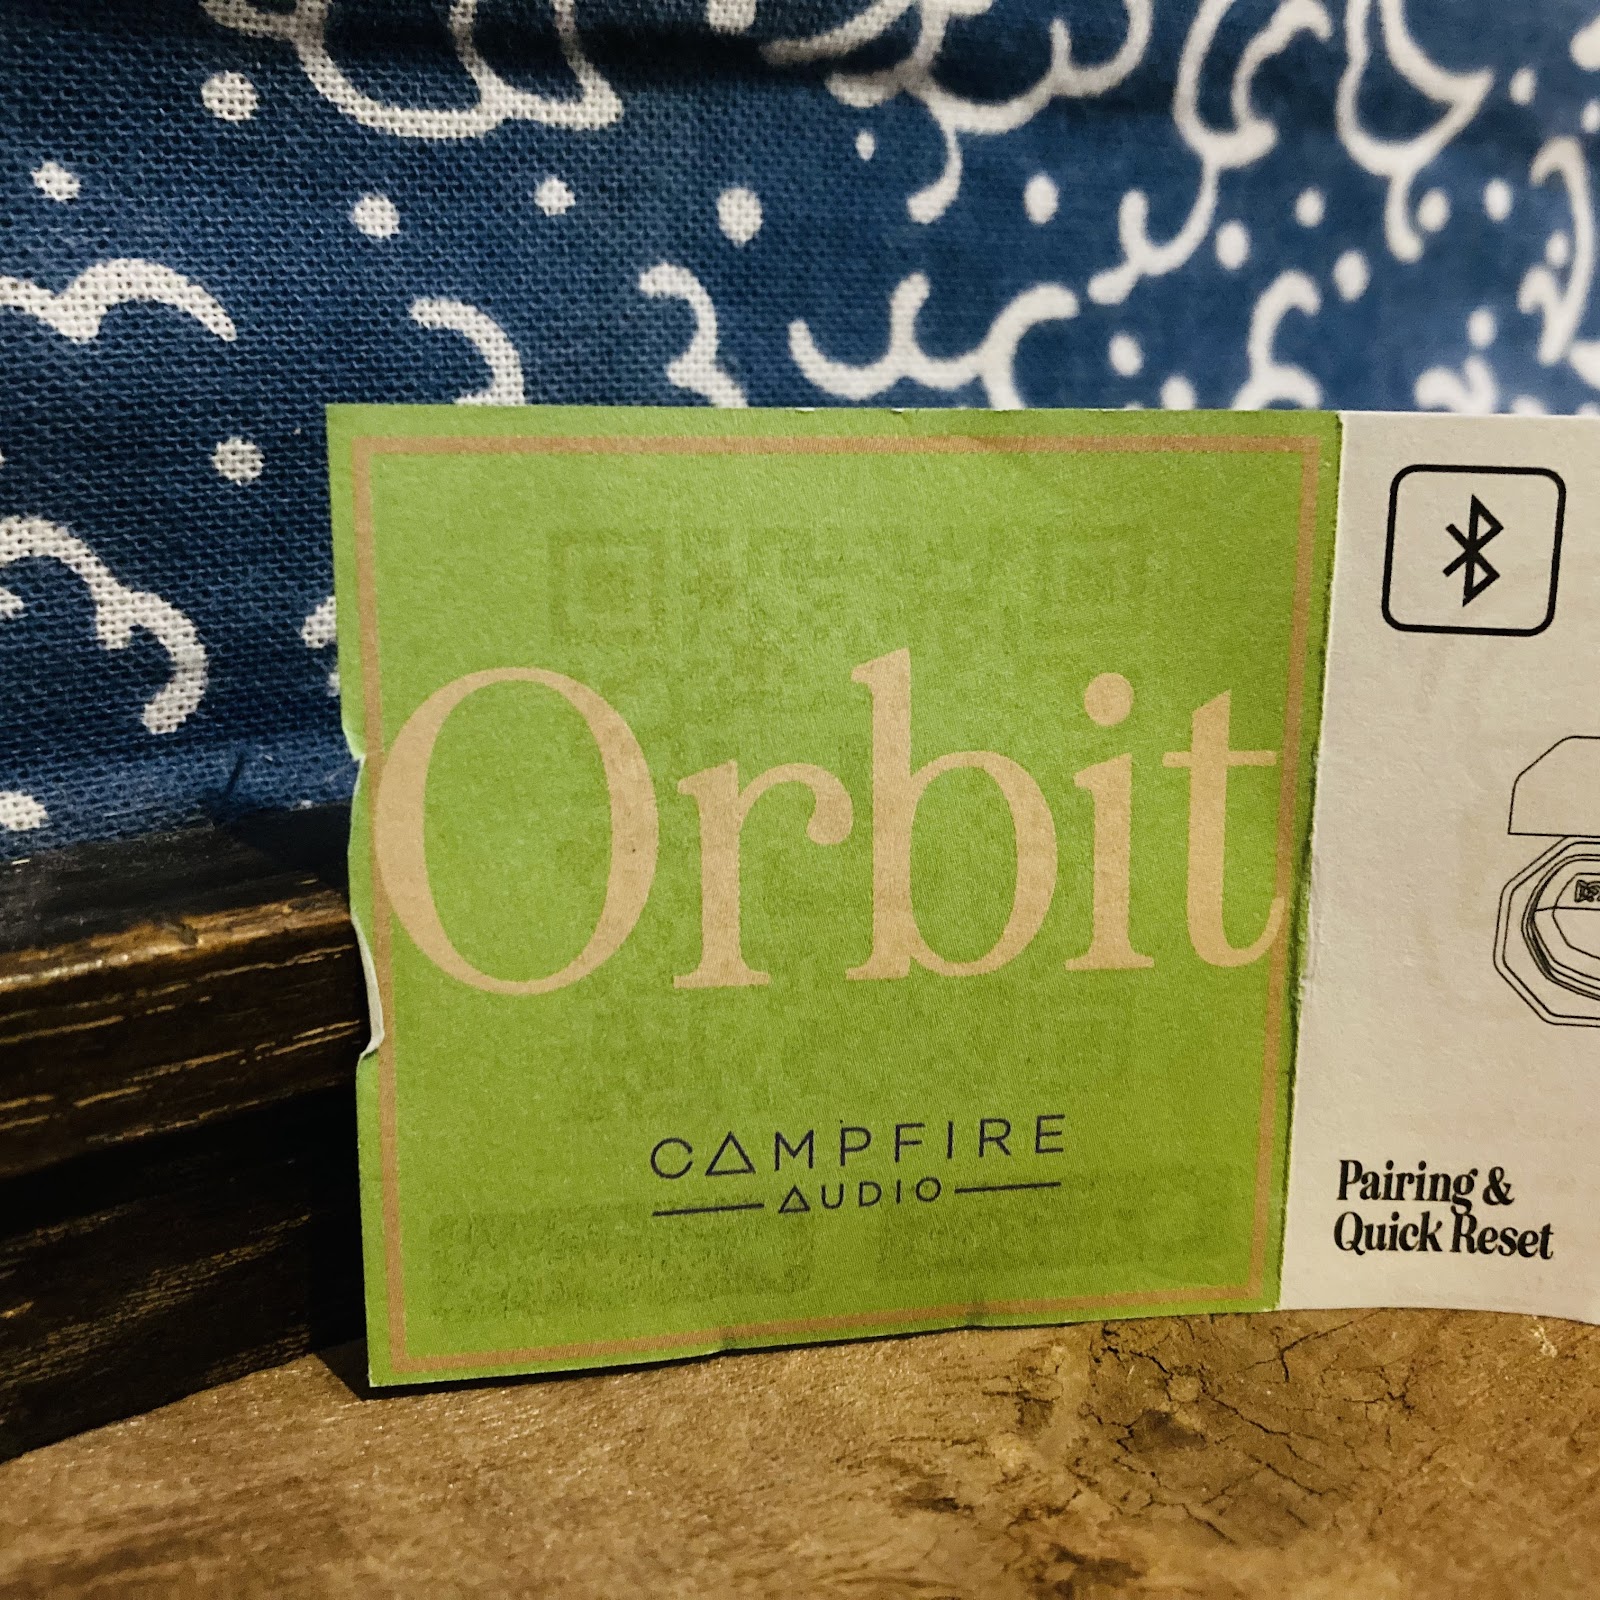 Orbit
CAMPFIRE
AUDIO
Pairing &
Quick Reset